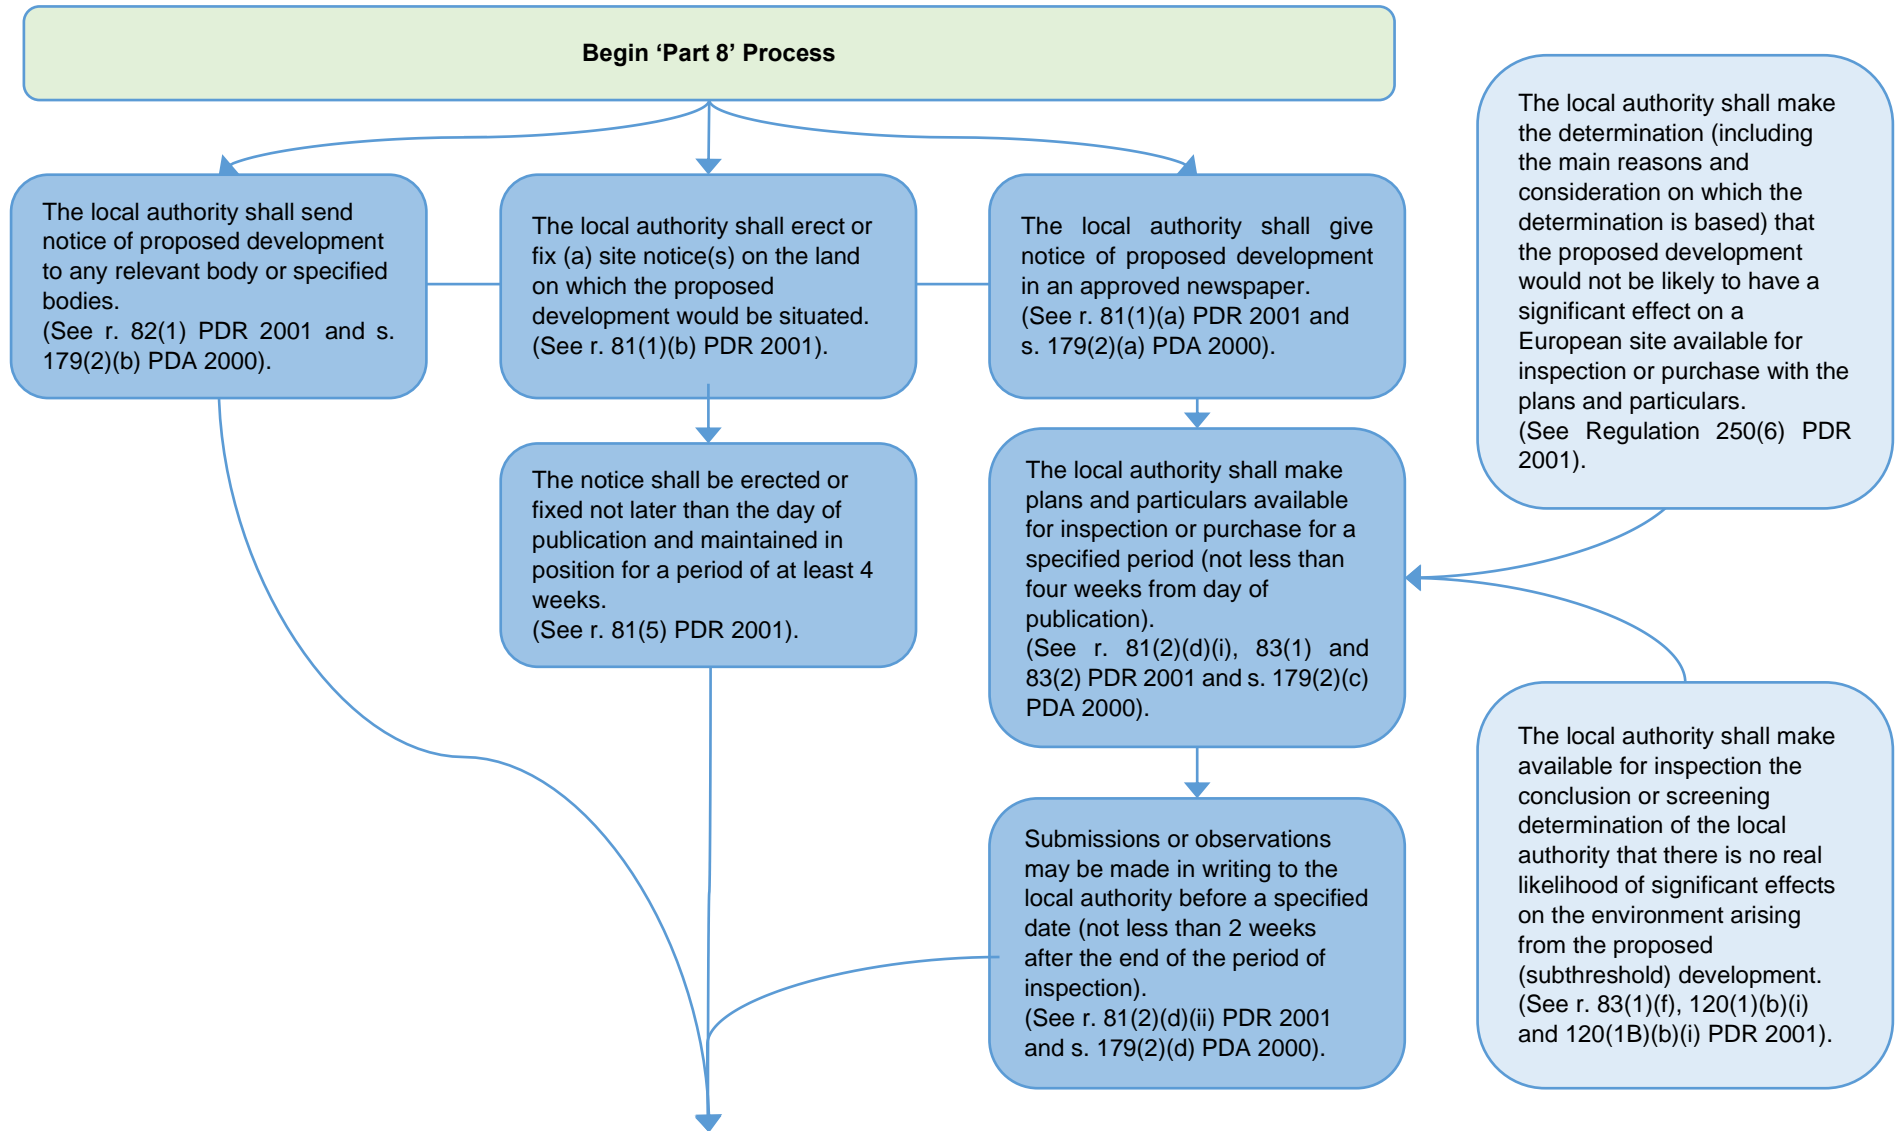 Begin ‘Part 8’ Process
The local authority shall send
notice of proposed development
to any relevant body or specified
bodies.
(See r. 82(1) PDR 2001 and s.
179(2)(b) PDA 2000).
The local authority shall erect or
fix (a) site notice(s) on the land
on which the proposed
development would be situated.
(See r. 81(1)(b) PDR 2001).
The local authority shall give
notice of proposed development
in an approved newspaper.
(See r. 81(1)(a) PDR 2001 and
s. 179(2)(a) PDA 2000).
The local authority shall make
the determination (including
the main reasons and
consideration on which the
determination is based) that
the proposed development
would not be likely to have a
significant effect on a
European site available for
inspection or purchase with the
plans and particulars.
(See Regulation 250(6) PDR
2001).
The notice shall be erected or
fixed not later than the day of
publication and maintained in
position for a period of at least 4
weeks.
(See r. 81(5) PDR 2001).
The local authority shall make
plans and particulars available
for inspection or purchase for a
specified period (not less than
four weeks from day of
publication).
(See r. 81(2)(d)(i), 83(1) and
83(2) PDR 2001 and s. 179(2)(c)
PDA 2000).
The local authority shall make
available for inspection the
conclusion or screening
determination of the local
authority that there is no real
likelihood of significant effects
on the environment arising
from the proposed
(subthreshold) development.
(See r. 83(1)(f), 120(1)(b)(i)
and 120(1B)(b)(i) PDR 2001).
Submissions or observations
may be made in writing to the
local authority before a specified
date (not less than 2 weeks
after the end of the period of
inspection).
(See r. 81(2)(d)(ii) PDR 2001
and s. 179(2)(d) PDA 2000).